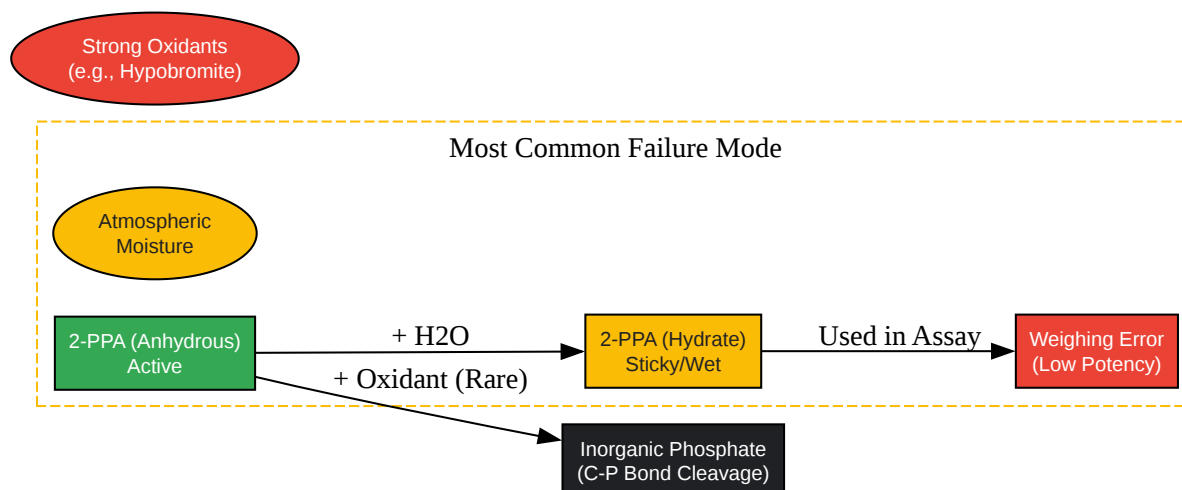 Strong Oxidants
(e.g., Hypobromite)
Most Common Failure Mode
Atmospheric
Moisture
2-PPA (Anhydrous)
Active
+ H2O
2-PPA (Hydrate)
Sticky/Wet
Used in Assay
Weighing Error
(Low Potency)
+ Oxidant (Rare)
Inorganic Phosphate
(C-P Bond Cleavage)